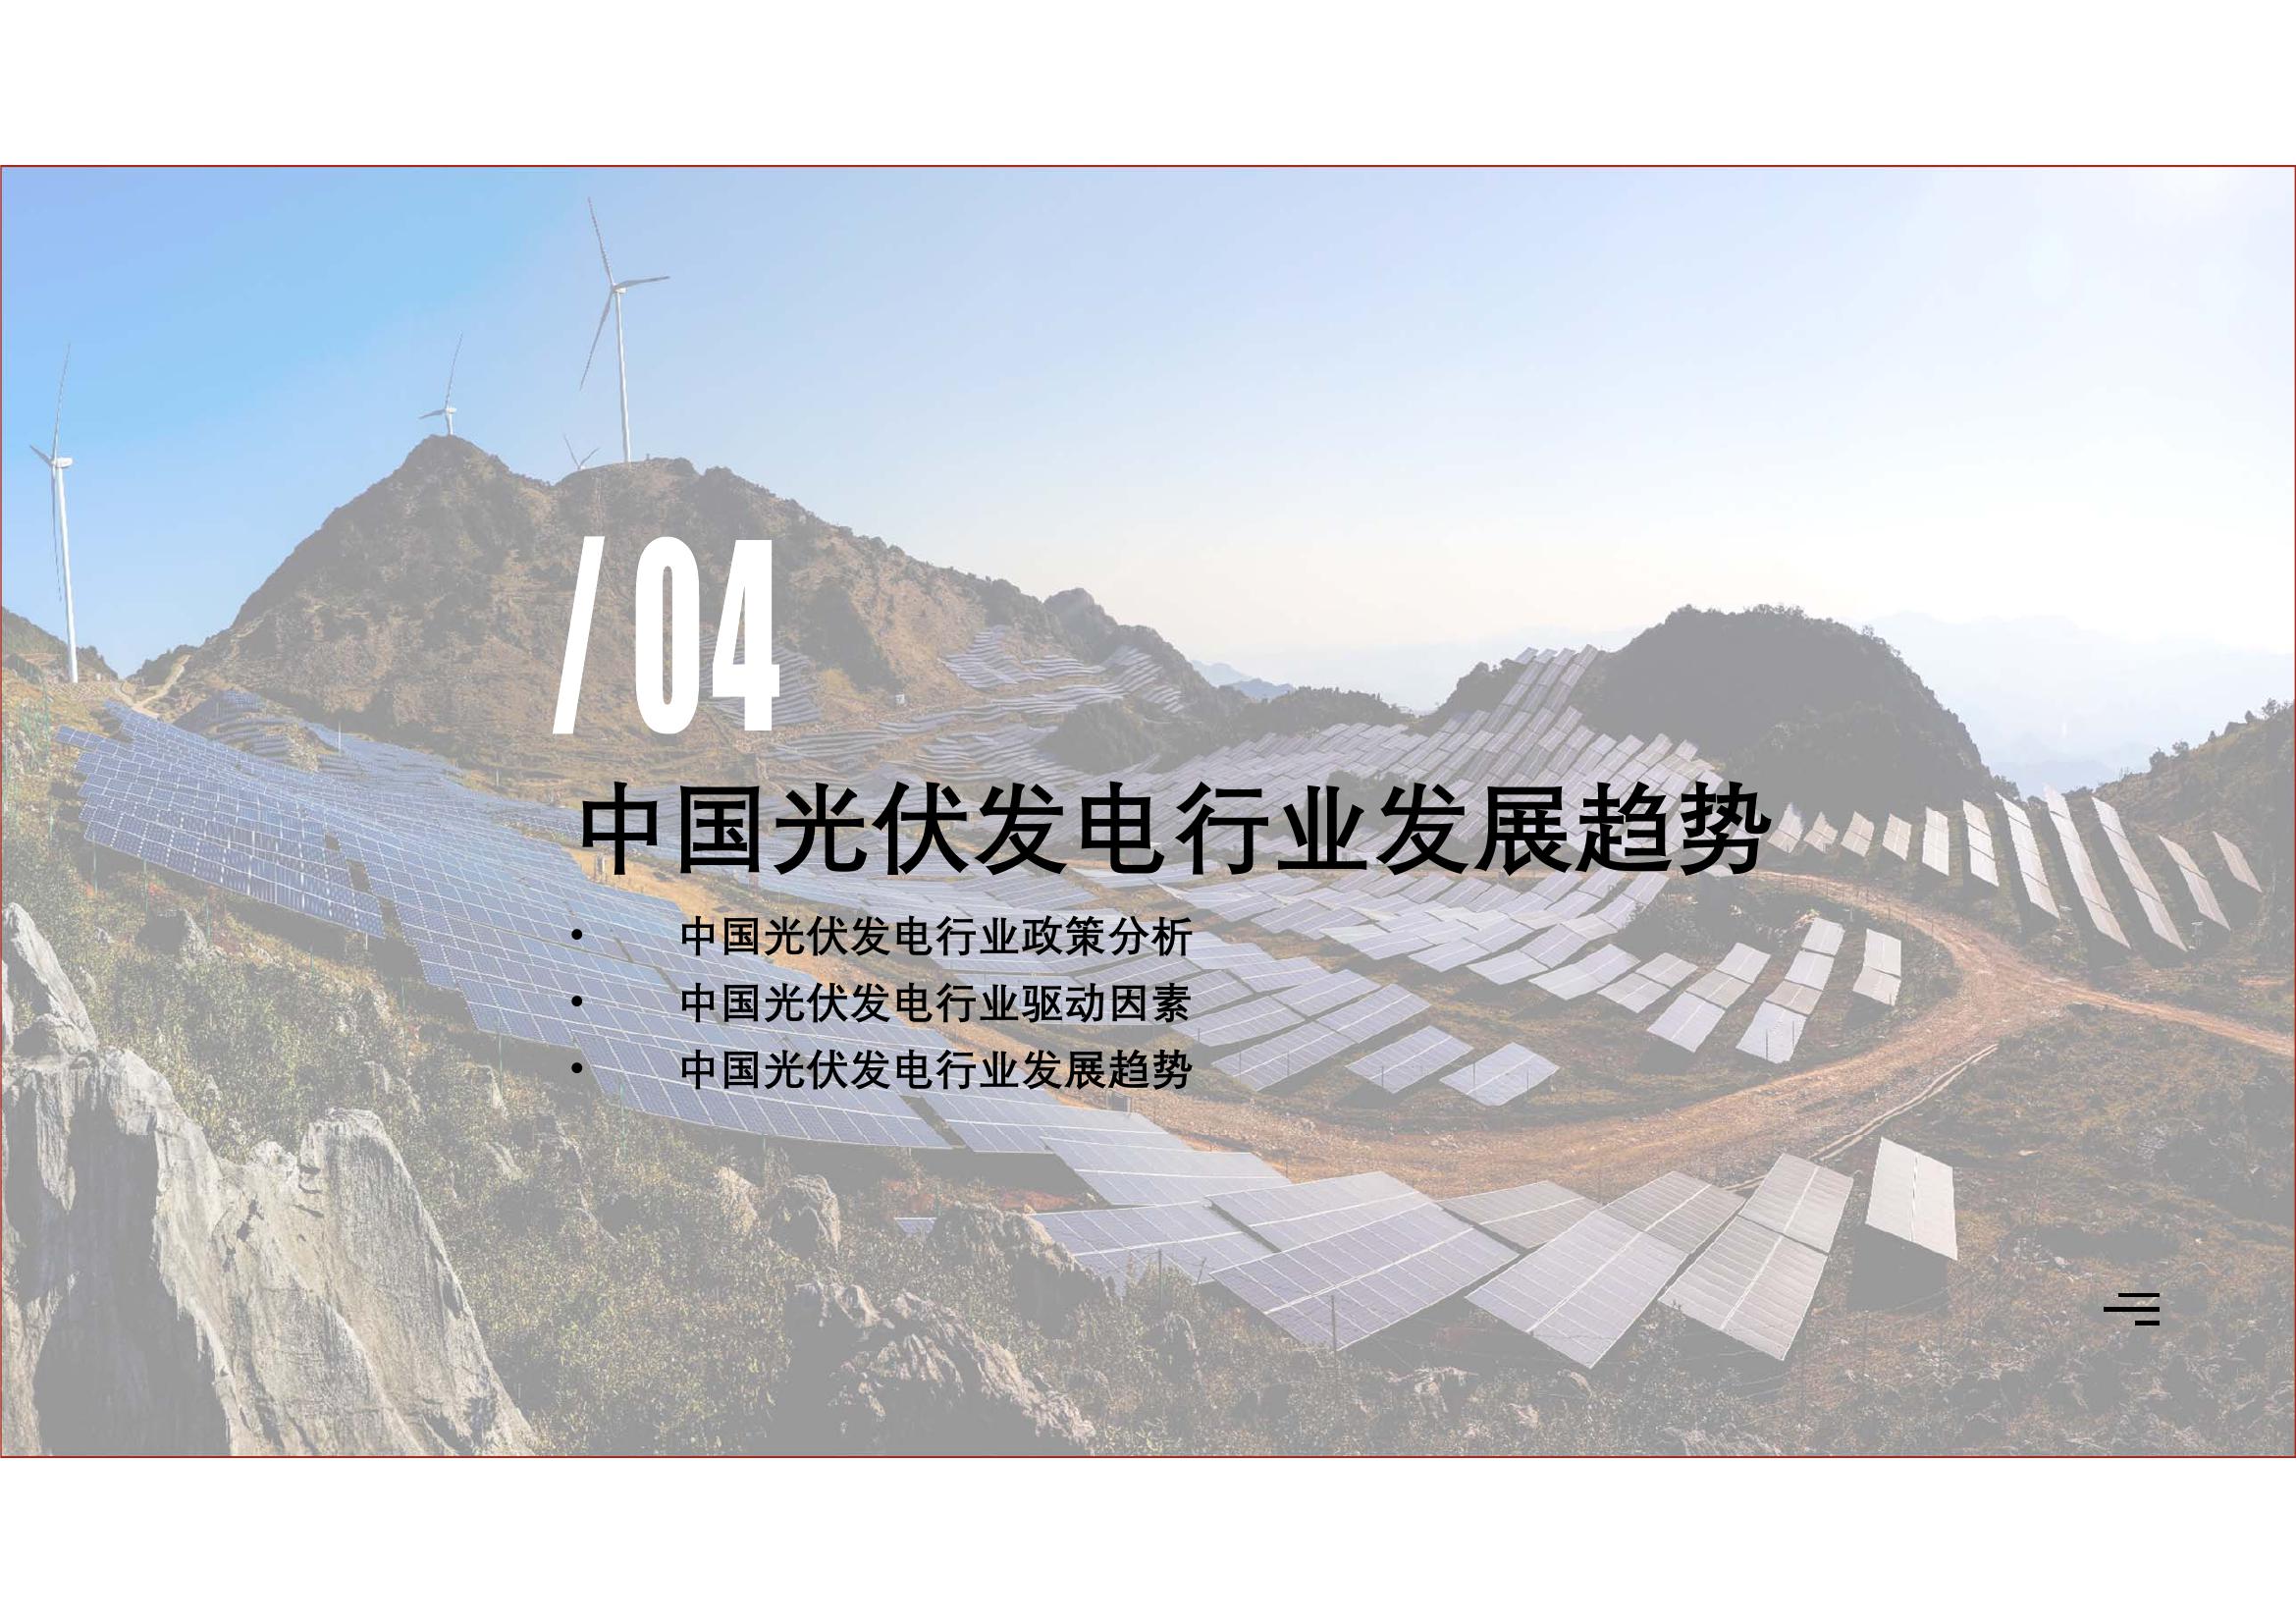 /04
中国光伏发电行业发展趋势
• 中国光伏发电行业政策分析
• 中国光伏发电行业驱动因素
• 中国光伏发电行业发展趋势